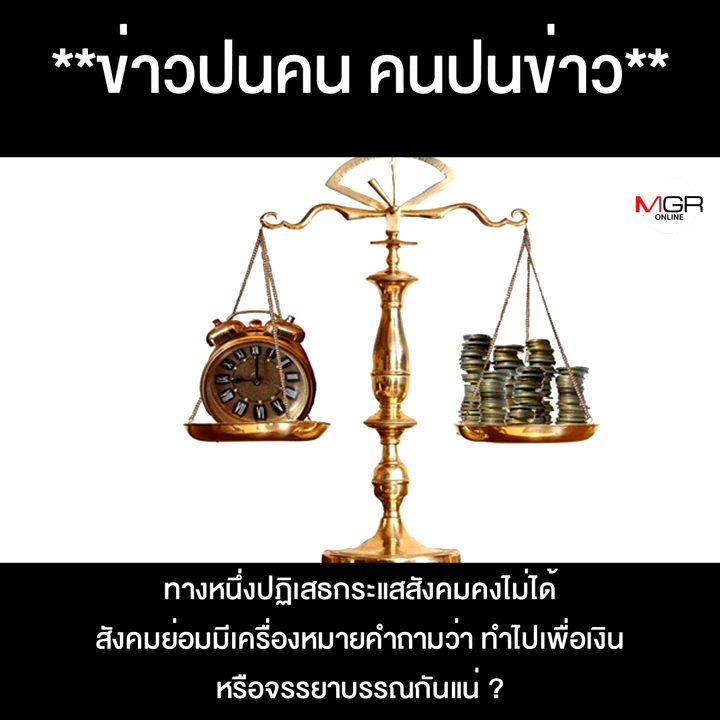 **ข่าวปนคน คนปนข่าว**
MGR
ONLINE
ทางหนึ่งปฏิเสธกระแสสังคมคงไม่ได้
สังคมย่อมมีเครื่องหมายคำถามว่า ทำไปเพื่อเงิน
หรือจรรยาบรรณกันแน่ ?